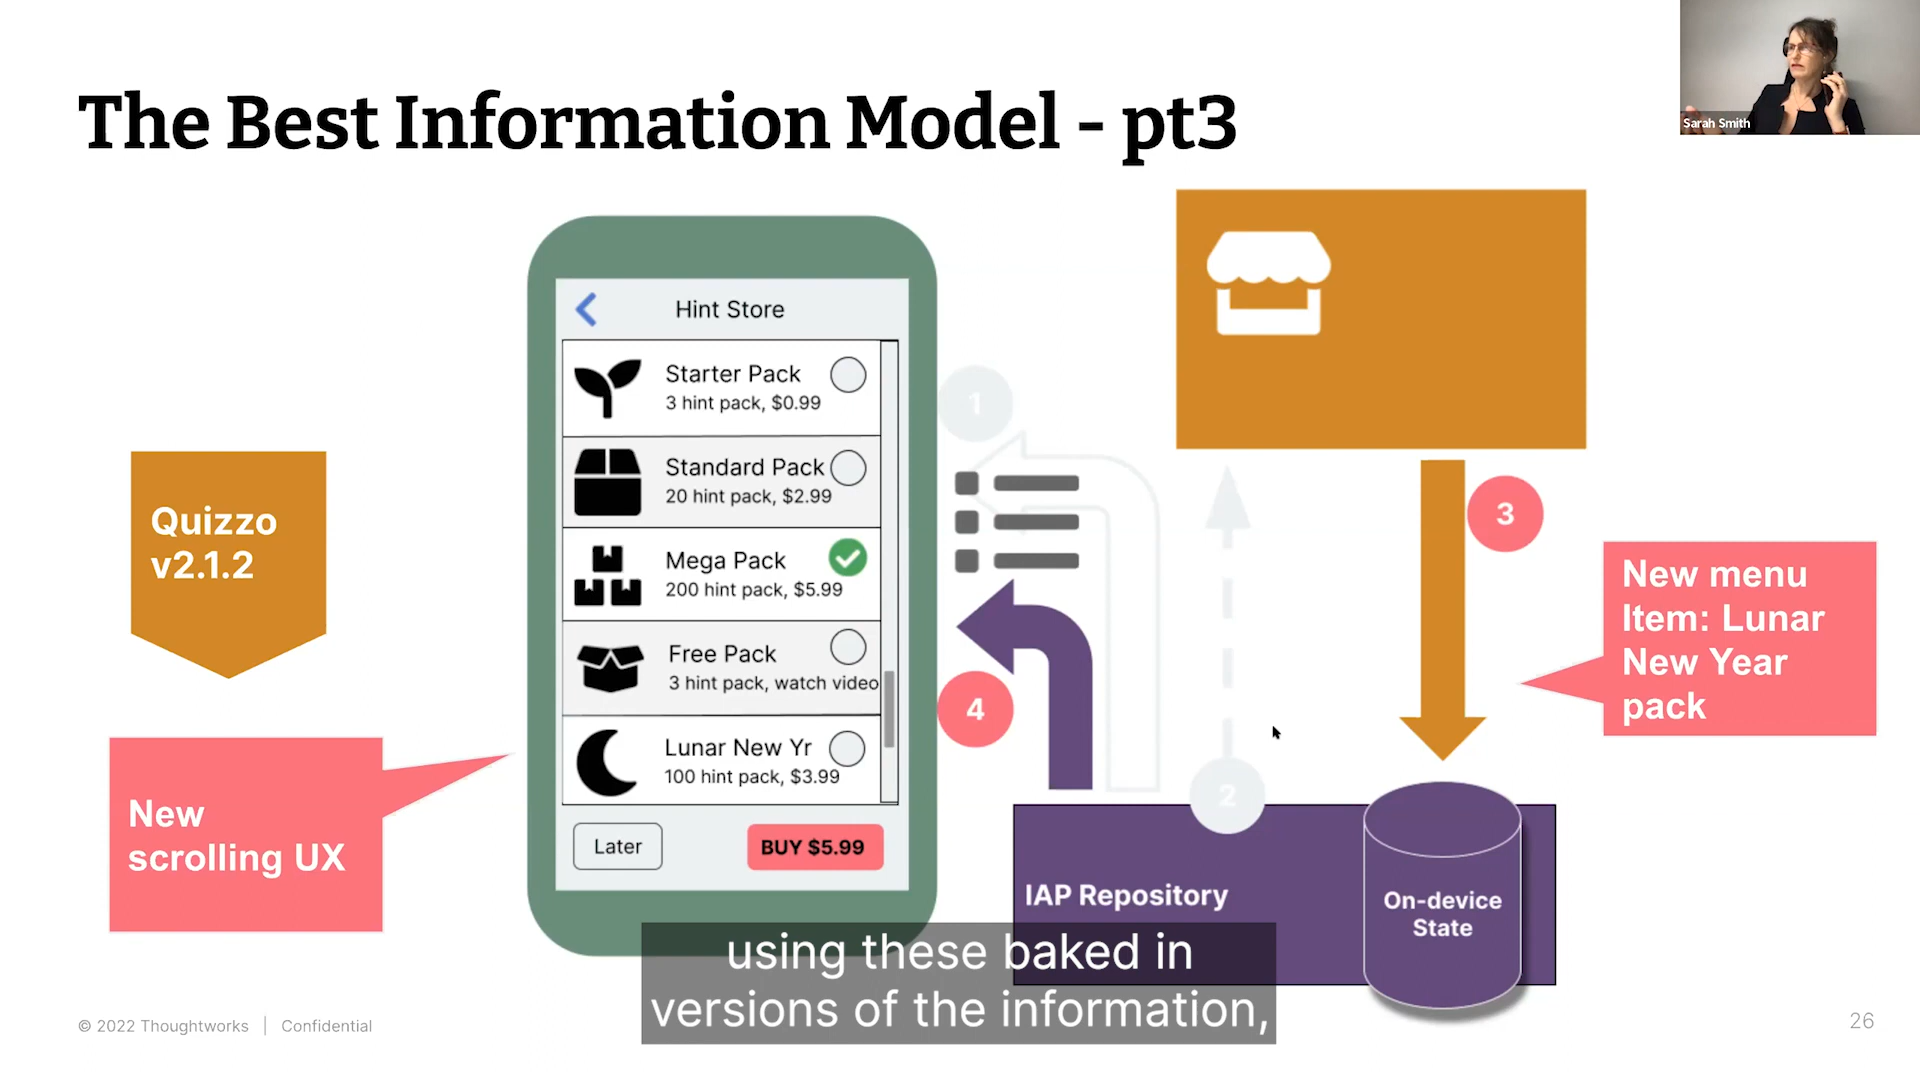 The Best Information Model - pt3
Sarah Smith
Hint Store
Starter Pack
3 hint pack, $0.99
Standard Pack
20 hint pack, $2.99
Mega Pack
200 hint pack, $5.99
Free Pack
3 hint pack, watch video
Lunar New Yr
100 hint pack, $3.99
Later
BUY $5.99
Quizzo
v2.1.2
New
scrolling UX
1
2
3
4
New menu
Item: Lunar
New Year
pack
IAP Repository
On-device
State
using these baked in
versions of the information,
© 2022 Thoughtworks | Confidential
26